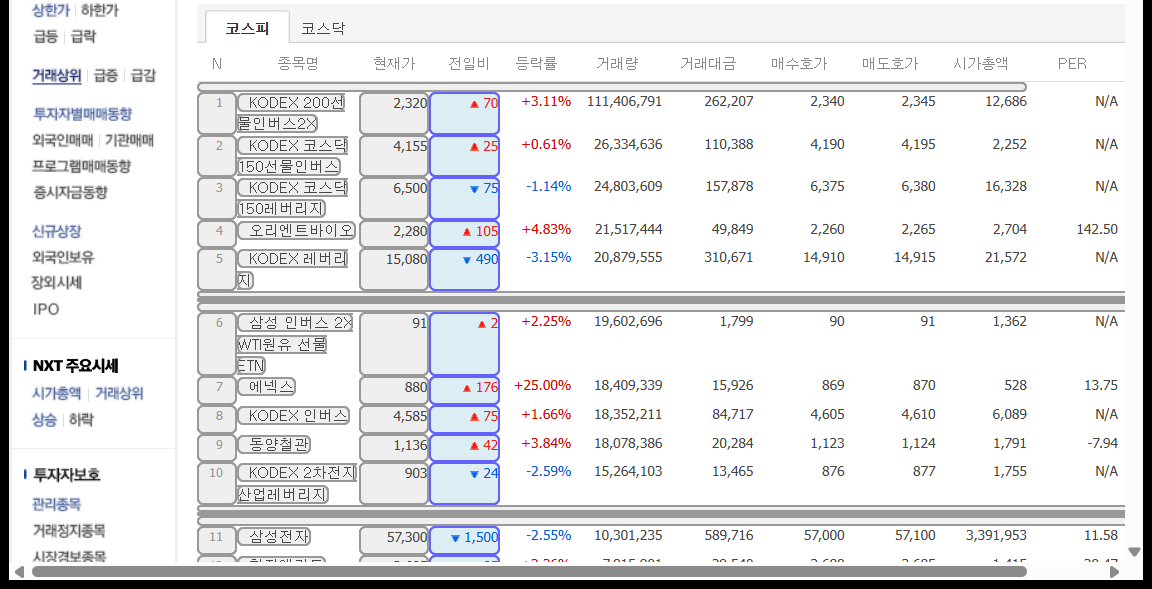 상한가 하한가
급등 급락
거래상위 급증 급감
투자자별매매동향
외국인매매 기관매매
프로그램매매동향
증시자금동향
신규상장
외국인보유
장외시세
IPO
NXT 주요시세
시가총액 거래상위
상승 하락
투자자보호
관리종목
거래정지종목
시장경보종목
코스피 코스닥
N 종목명 현재가 전일비 등락률 거래량 거래대금 매수호가 매도호가 시가총액 PER
1 KODEX 200선 2,320 ▲ 70 +3.11% 111,406,791 262,207 2,340 2,345 12,686 N/A
물인버스2X
2 KODEX 코스닥 4,155 ▲ 25 +0.61% 26,334,636 110,388 4,190 4,195 2,252 N/A
150선물인버스
3 KODEX 코스닥 6,500 ▼ 75 -1.14% 24,803,609 157,878 6,375 6,380 16,328 N/A
150레버리지
4 오리엔트바이오 2,280 ▲ 105 +4.83% 21,517,444 49,849 2,260 2,265 2,704 142.50
5 KODEX 레버리 15,080 ▼ 490 -3.15% 20,879,555 310,671 14,910 14,915 21,572 N/A
지
6 삼성 인버스 2X 91 ▲ 2 +2.25% 19,602,696 1,799 90 91 1,362 N/A
WTI원유 선물
ETN
7 에넥스 880 ▲ 176 +25.00% 18,409,339 15,926 869 870 528 13.75
8 KODEX 인버스 4,585 ▲ 75 +1.66% 18,352,211 84,717 4,605 4,610 6,089 N/A
9 동양철관 1,136 ▲ 42 +3.84% 18,078,386 20,284 1,123 1,124 1,791 -7.94
10 KODEX 2차전지 903 ▼ 24 -2.59% 15,264,103 13,465 876 877 1,755 N/A
산업레버리지
11 삼성전자 57,300 ▼ 1,500 -2.55% 10,301,235 589,716 57,000 57,100 3,391,953 11.58